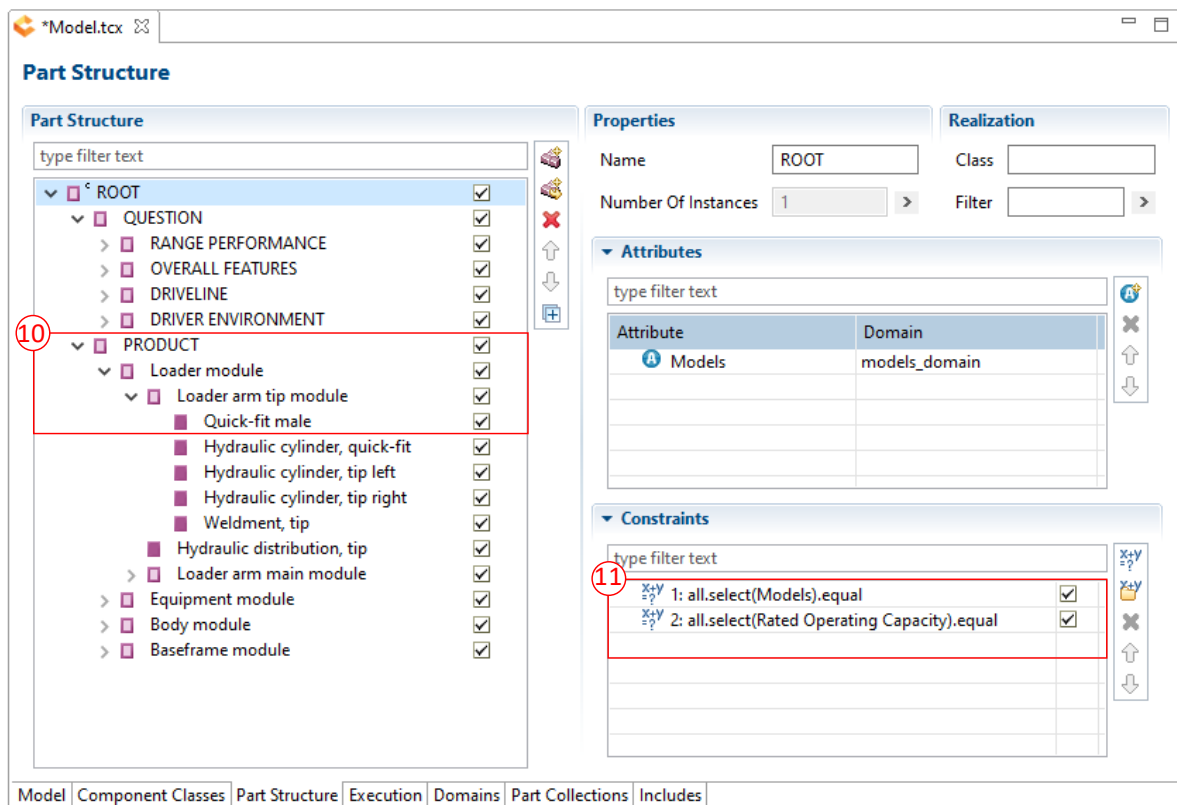 *Model.tcx
Part Structure
Part Structure
type filter text
c ROOT
QUESTION
RANGE PERFORMANCE
OVERALL FEATURES
DRIVELINE
DRIVER ENVIRONMENT
10
PRODUCT
Loader module
Loader arm tip module
Quick-fit male
Hydraulic cylinder, quick-fit
Hydraulic cylinder, tip left
Hydraulic cylinder, tip right
Weldment, tip
Hydraulic distribution, tip
Loader arm main module
Equipment module
Body module
Baseframe module
Properties
Name ROOT
Number Of Instances 1 >
Realization
Class
Filter >
Attributes
type filter text
Attribute Domain
A Models models_domain
Constraints
type filter text
11
x+y=? 1: all.select(Models).equal
x+y=? 2: all.select(Rated Operating Capacity).equal
Model Component Classes Part Structure Execution Domains Part Collections Includes